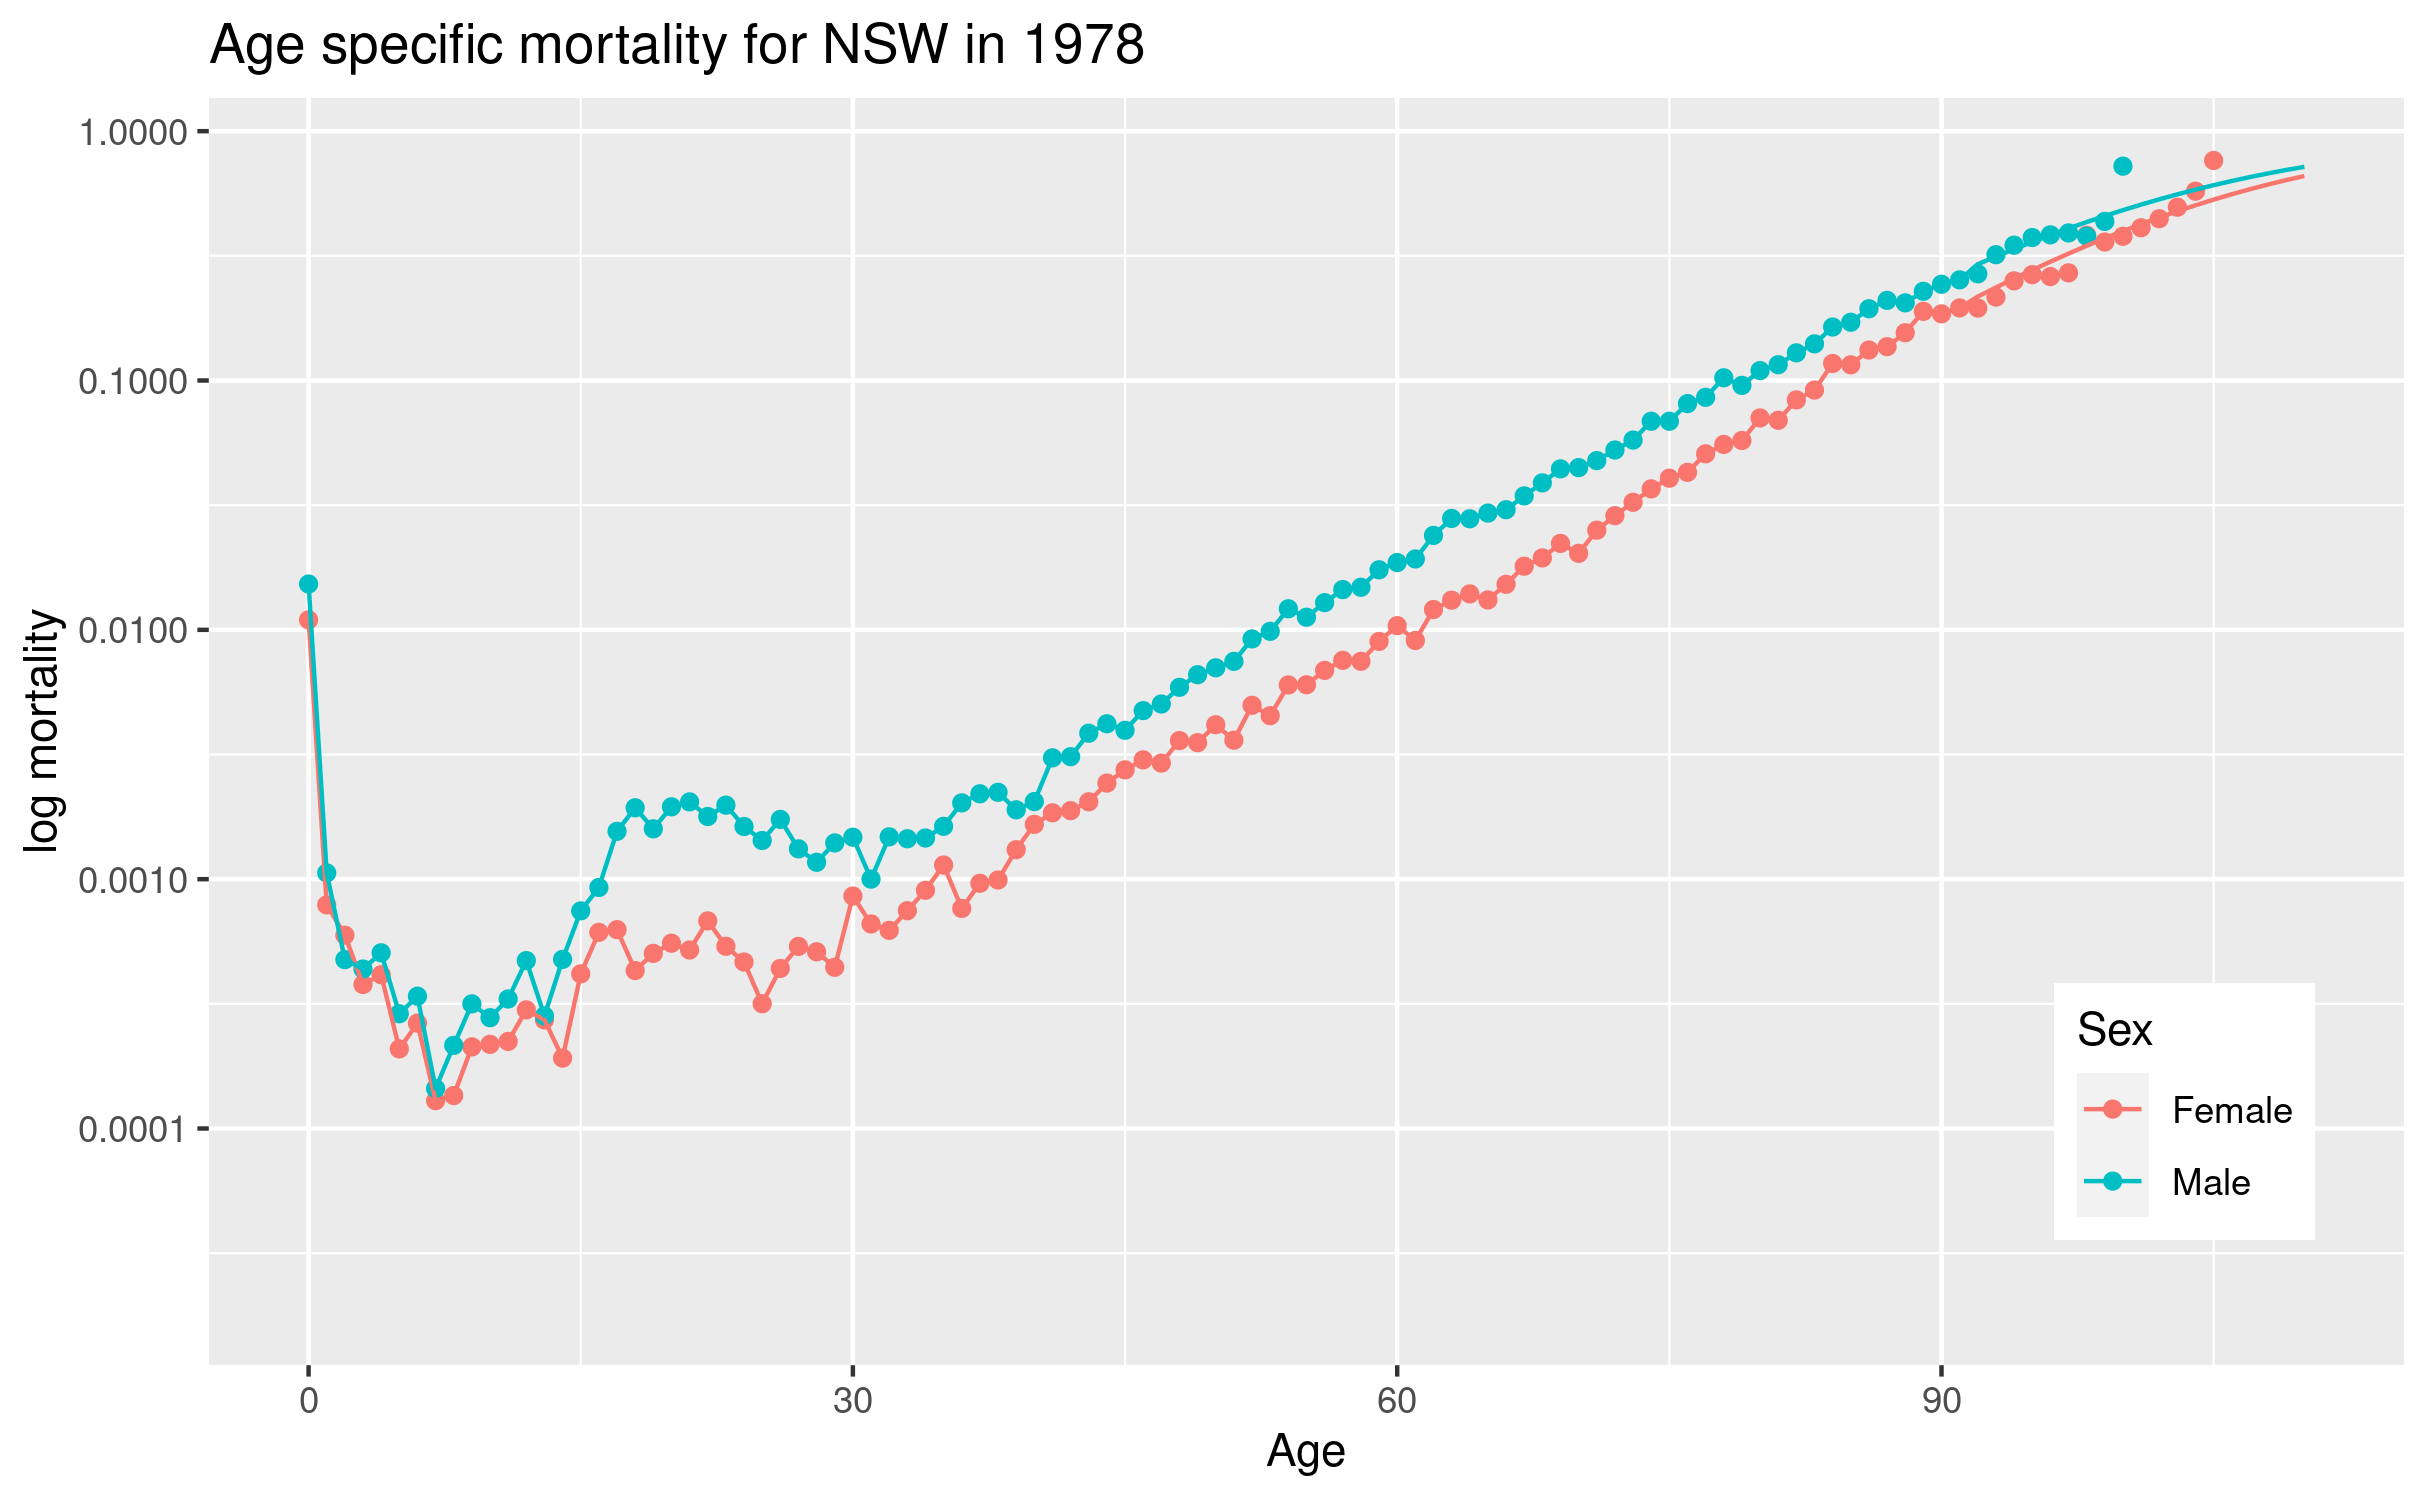 Age specific mortality for NSW in 1978
1.0000
0.1000
0.0100
0.0010
0.0001
log mortality
0
30
60
90
Age
Sex
Female
Male